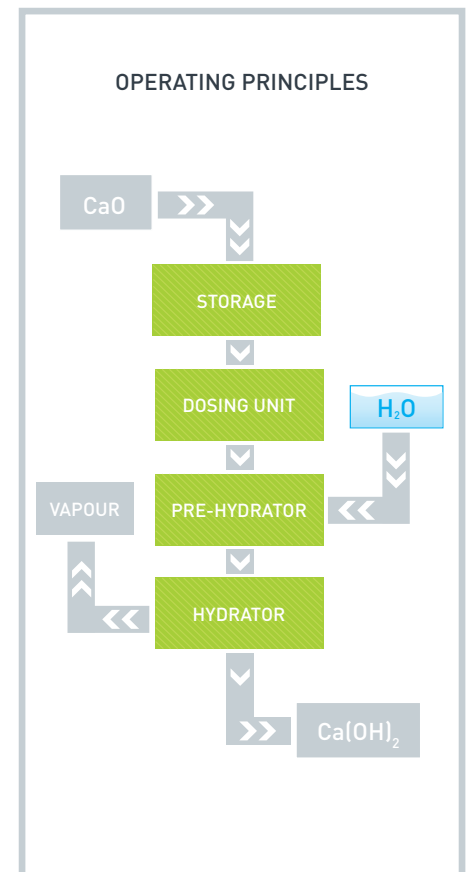 OPERATING PRINCIPLES
CaO
STORAGE
DOSING UNIT
H₂O
VAPOUR
PRE-HYDRATOR
HYDRATOR
Ca(OH)₂